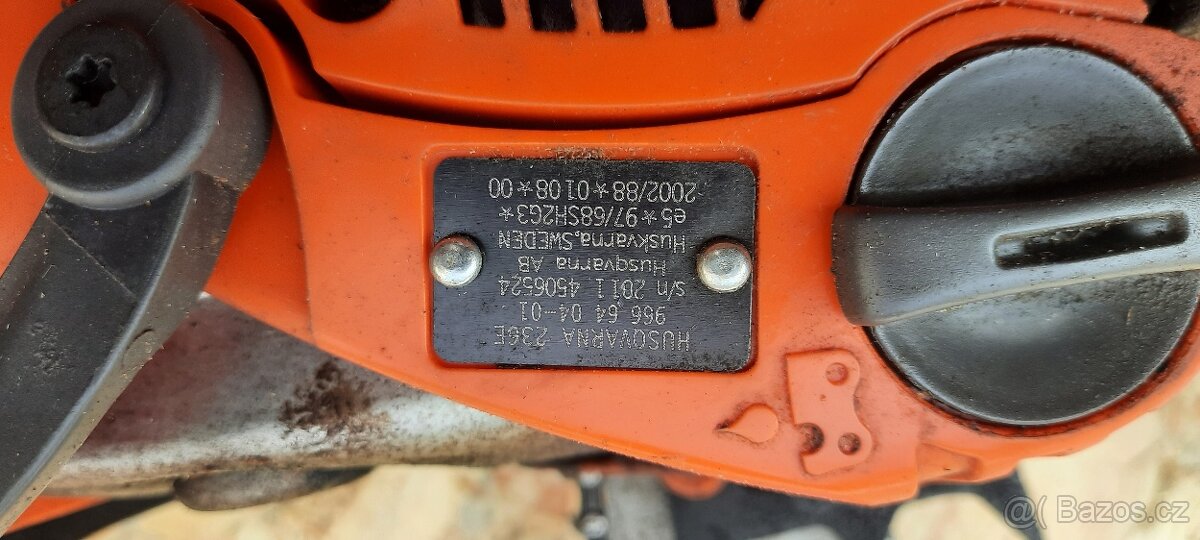 HUSQVARNA 236E
966 64 04-01
s/n 2011 4506524
Husqvarna AB
Huskvarna,SWEDEN
e5*97/68SH2G3*
2002/88*0108*00
@( Bazos.cz